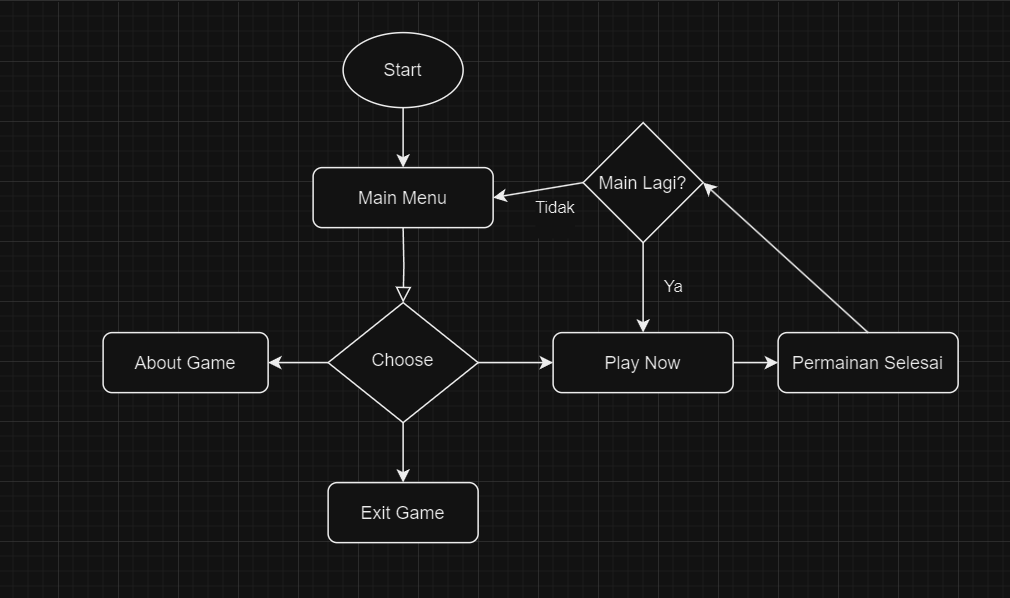 Start
Main Menu
Main Lagi?
Tidak
Ya
About Game
Choose
Play Now
Permainan Selesai
Exit Game